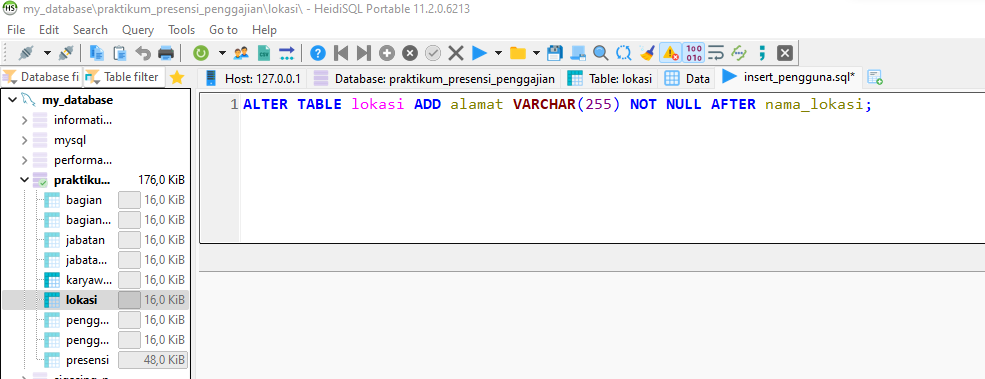 my_database\praktikum_presensi_penggajian\lokasi\ - HeidiSQL Portable 11.2.0.6213
File Edit Search Query Tools Go to Help
Database fi Table filter Host: 127.0.0.1 Database: praktikum_presensi_penggajian Table: lokasi Data insert_pengguna.sql*
my_database
informati...
mysql
performa...
praktiku... 176,0 KiB
bagian 16,0 KiB
bagian... 16,0 KiB
jabatan 16,0 KiB
jabata... 16,0 KiB
karyaw... 16,0 KiB
lokasi 16,0 KiB
pengg... 16,0 KiB
pengg... 16,0 KiB
presensi 48,0 KiB
1 ALTER TABLE lokasi ADD alamat VARCHAR(255) NOT NULL AFTER nama_lokasi;